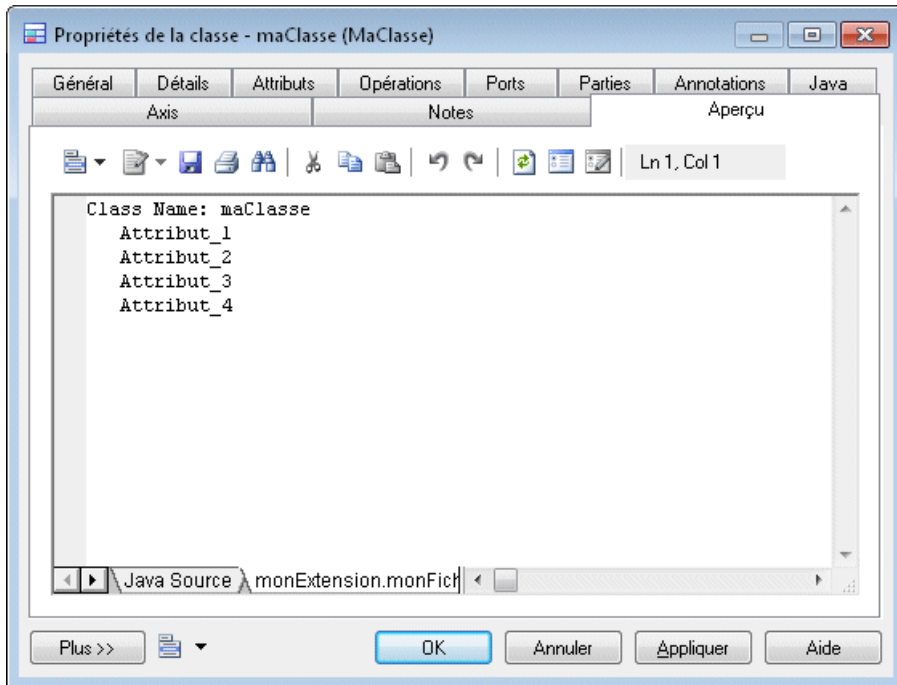 Propriétés de la classe - maClasse (MaClasse)
Général Détails Attributs Opérations Ports Parties Annotations Java
Axis Notes Aperçu
Ln 1, Col 1
Class Name: maClasse
Attribut_1
Attribut_2
Attribut_3
Attribut_4
Java Source monExtension.monFich
Plus >> OK Annuler Appliquer Aide